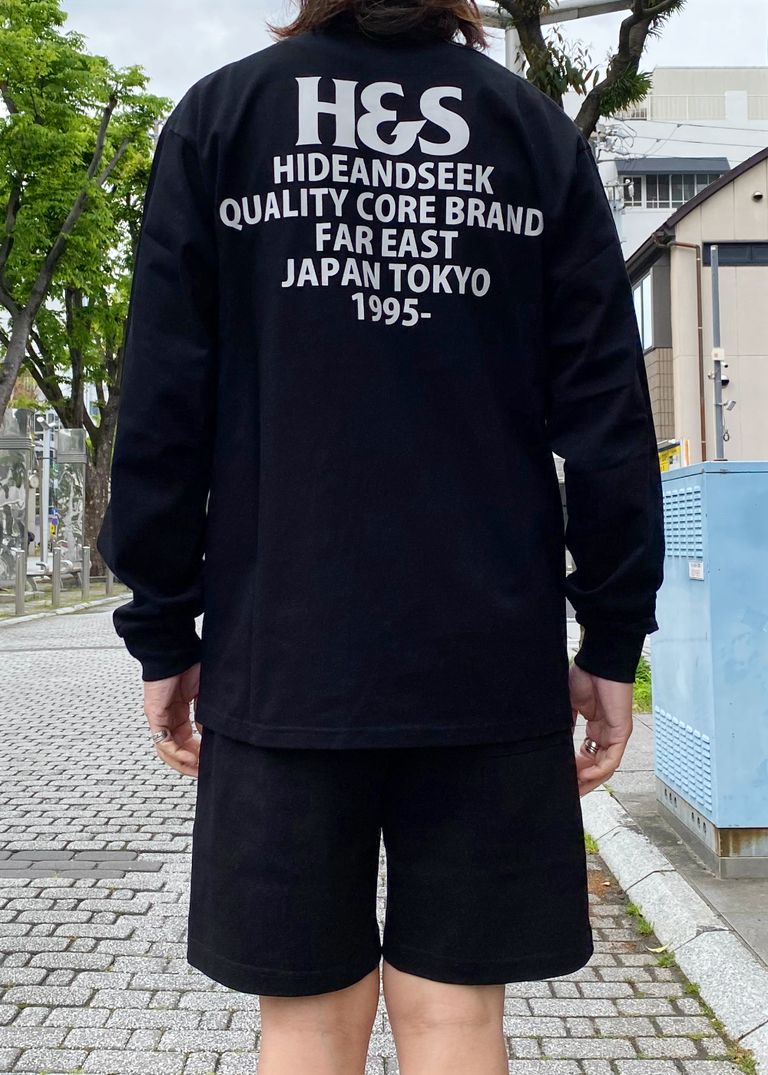 H&S
HIDEANDSEEK
QUALITY CORE BRAND
FAR EAST
JAPAN TOKYO
1995-